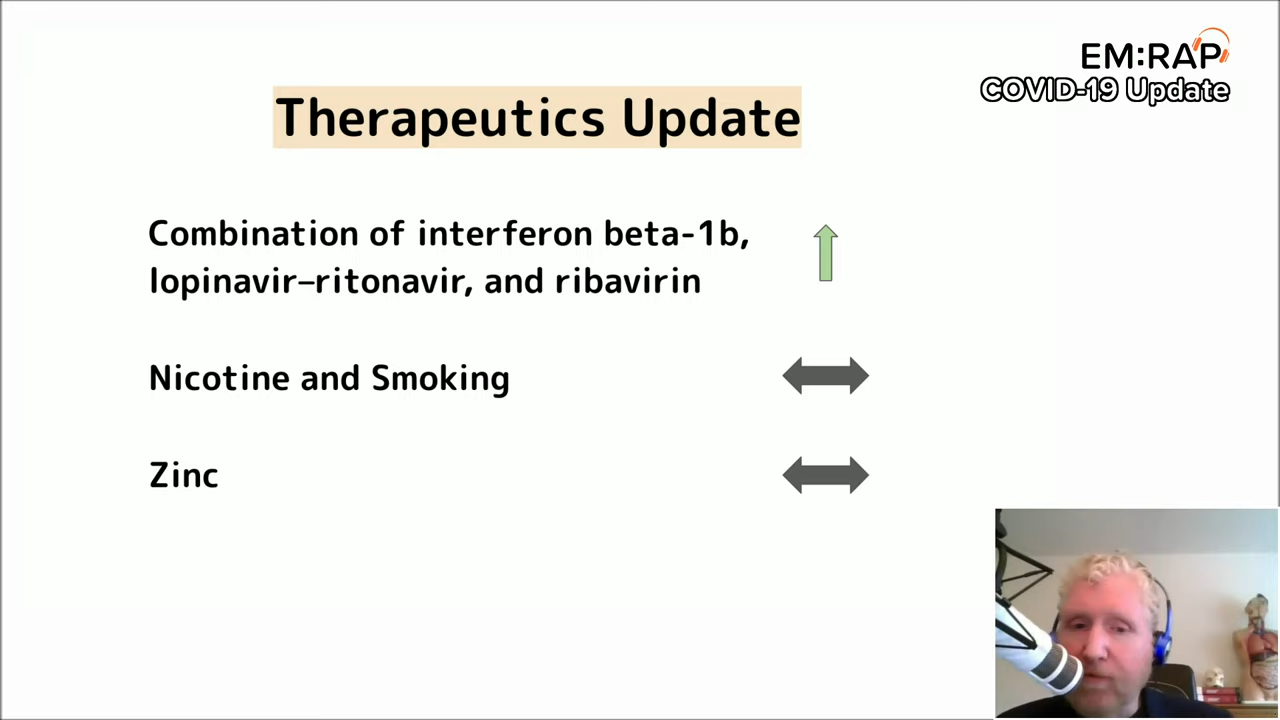 EM:RAP
COVID-19 Update
Therapeutics Update
Combination of interferon beta-1b,
lopinavir–ritonavir, and ribavirin
Nicotine and Smoking
Zinc